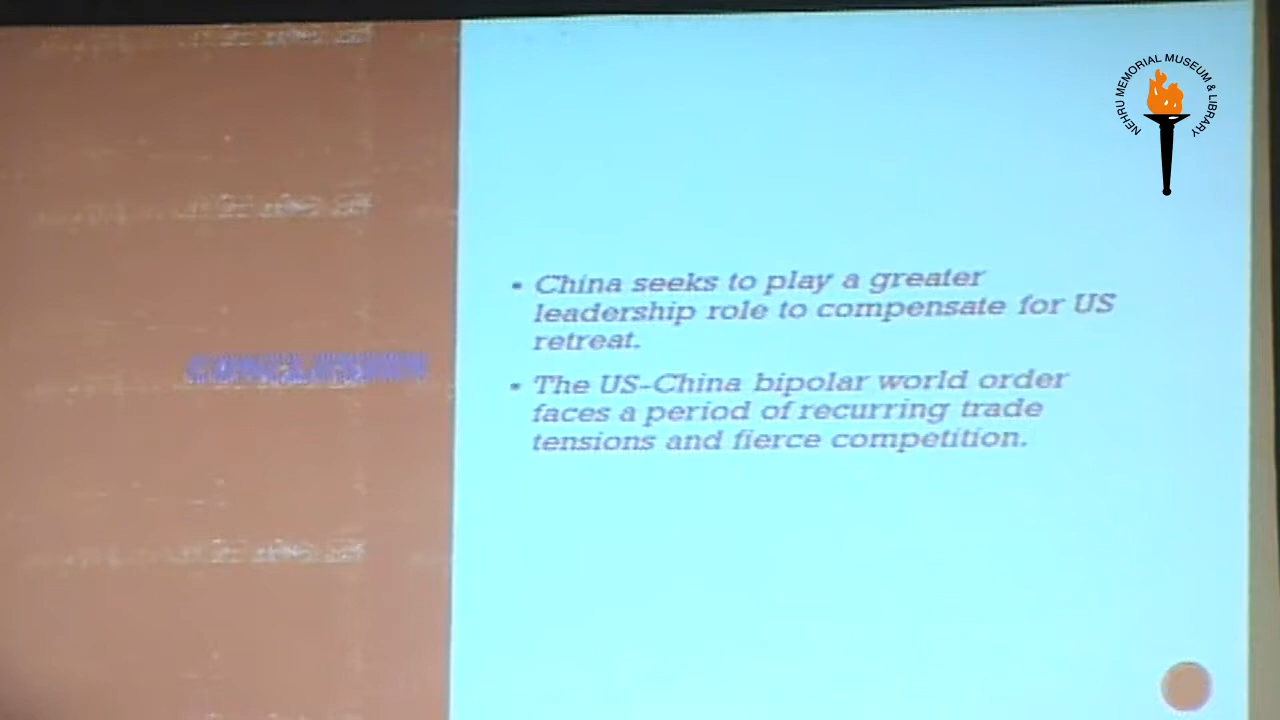 NEHRU MEMORIAL MUSEUM & LIBRARY
CONCLUSION
• China seeks to play a greater
leadership role to compensate for US
retreat.
• The US-China bipolar world order
faces a period of recurring trade
tensions and fierce competition.